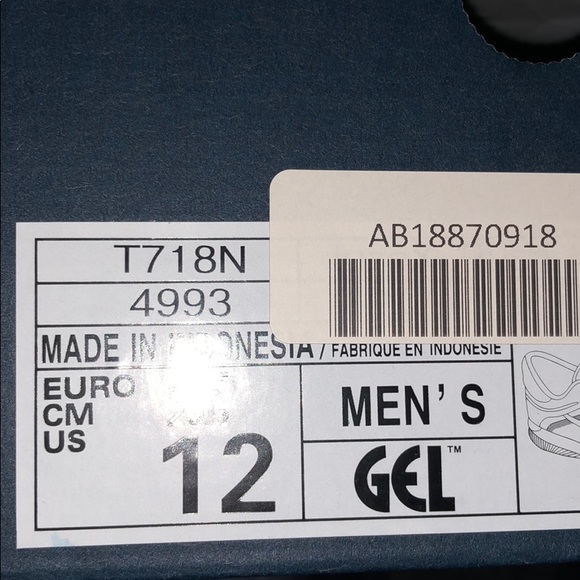 AB18870918
T718N
4993
MADE IN INDONESIA / FABRIQUE EN INDONESIE
EURO
CM
US 12
MEN'S
GEL™